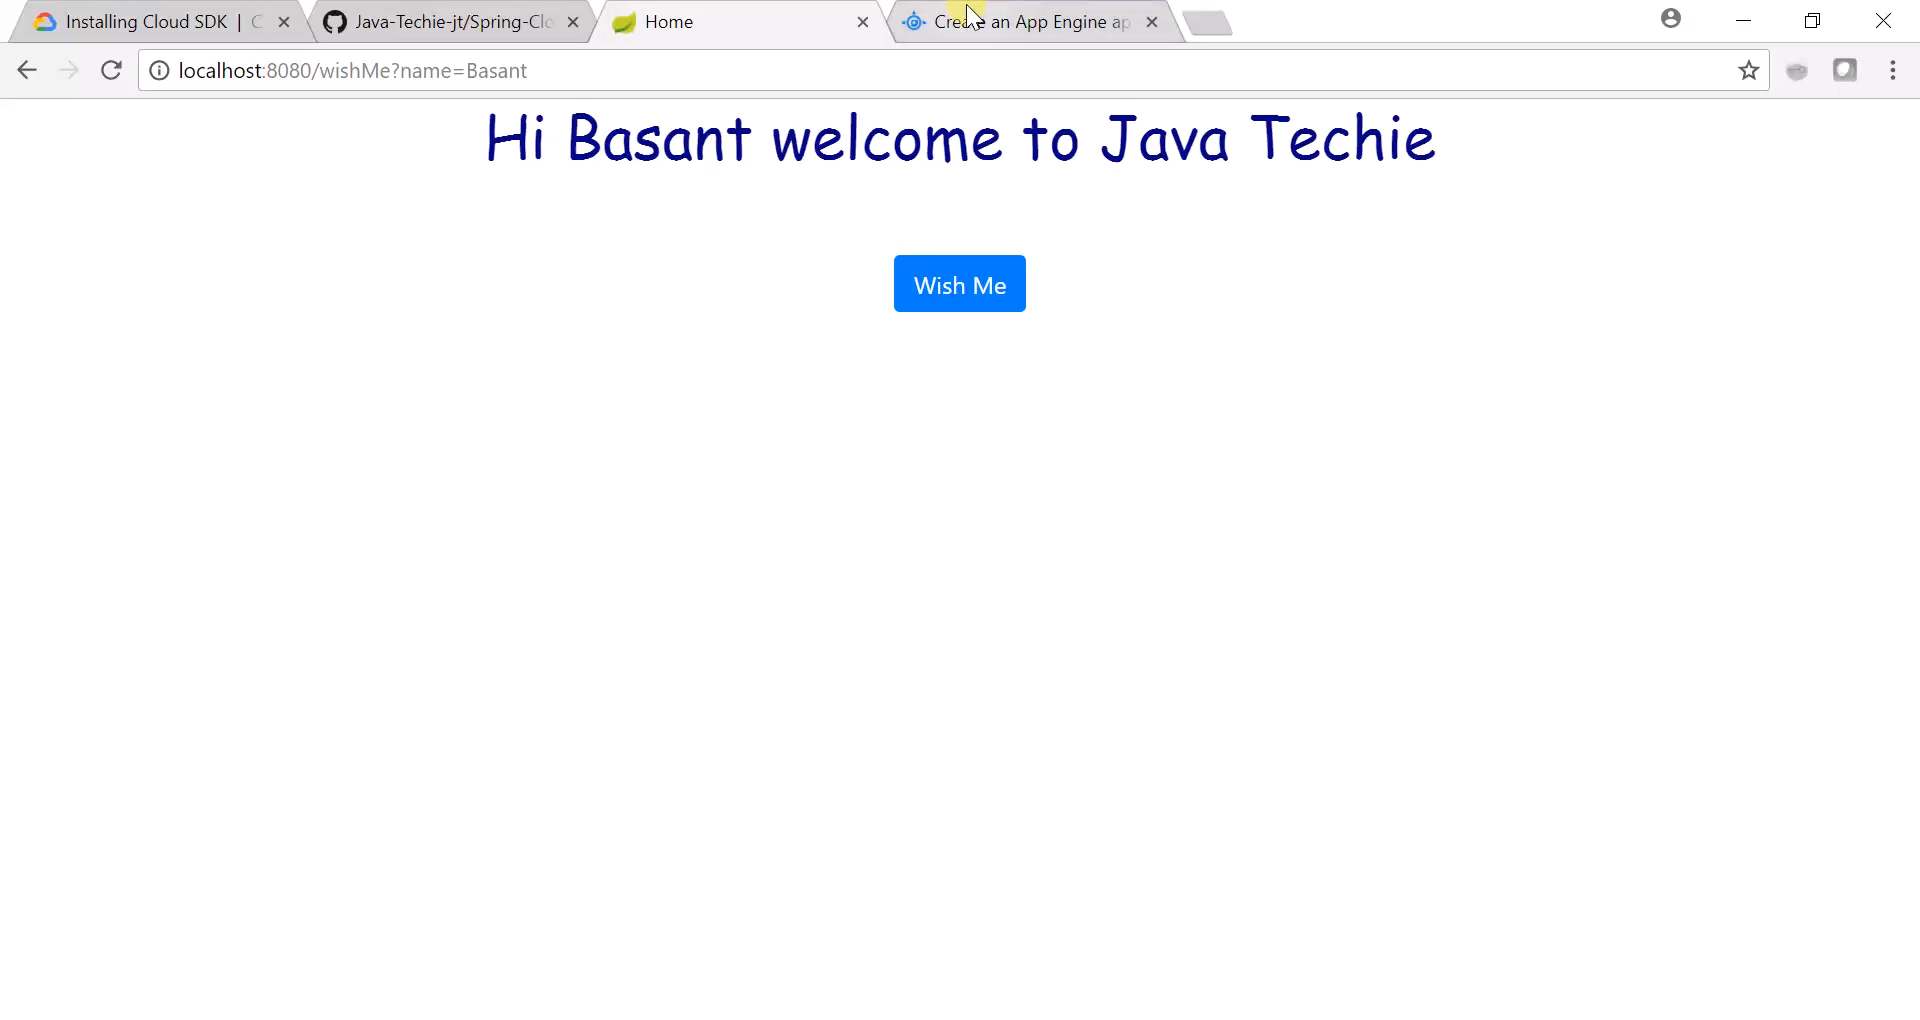 Installing Cloud SDK | C
Java-Techie-jt/Spring-Clo
Home
Create an App Engine ap
localhost:8080/wishMe?name=Basant
Hi Basant welcome to Java Techie
Wish Me